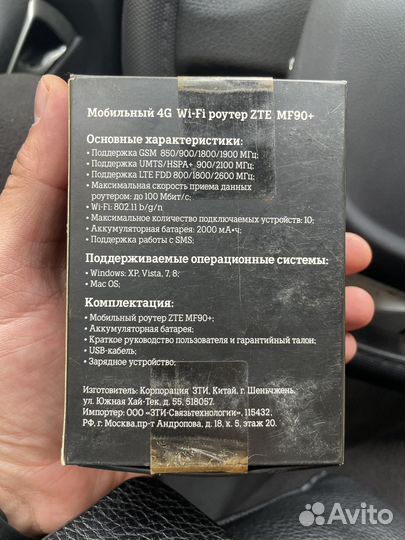 Мобильный 4G Wi-Fi роутер ZTE MF90+
Основные характеристики:
• Поддержка GSM 850/900/1800/1900 МГц;
• Поддержка UMTS/HSPA+ 900/2100 МГц;
• Поддержка LTE FDD 800/1800/2600 МГц;
• Максимальная скорость приема данных
роутером: до 100 Мбит/с;
• Wi-Fi: 802.11 b/g/n;
• Максимальное количество подключаемых устройств: 10;
• Аккумуляторная батарея: 2000 мА•ч;
• Поддержка работы с SMS;
Поддерживаемые операционные системы:
• Windows: XP, Vista, 7, 8;
• Mac OS;
Комплектация:
• Мобильный роутер ZTE MF90+;
• Аккумуляторная батарея;
• Краткое руководство пользователя и гарантийный талон;
• USB-кабель;
• Зарядное устройство;
Изготовитель: Корпорация ЗТИ, Китай, г. Шеньчжень,
ул. Южная Хай-Тек, д. 55, 518057.
Импортер: ООО «ЗТИ-Связьтехнологии», 115432,
РФ, г. Москва,пр-т Андропова, д. 18, к. 5, этаж 20.
Avito